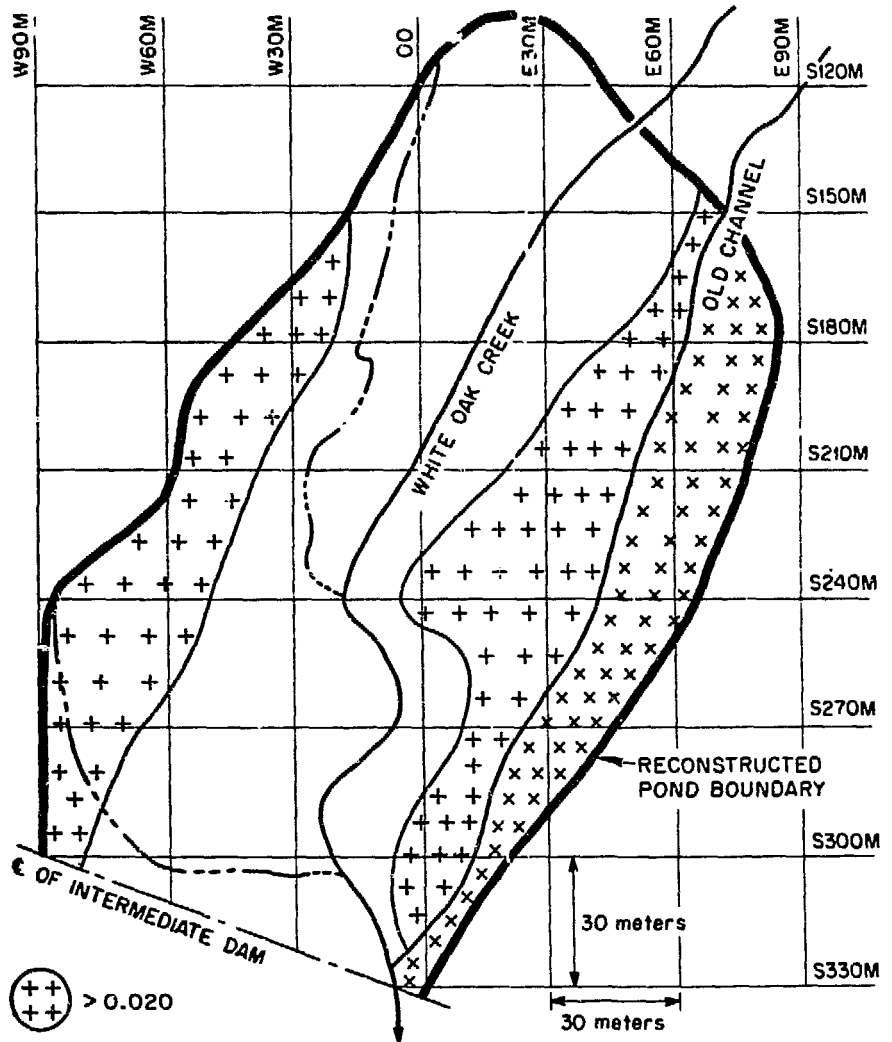 W90M
W60M
W30M
00
E30M
E60M
E90M
S120M
S150M
OLD CHANNEL
S180M
WHITE OAK CREEK
S210M
S240M
S270M
RECONSTRUCTED
POND BOUNDARY
S300M
℄ OF INTERMEDIATE DAM
30 meters
S330M
> 0.020
30 meters